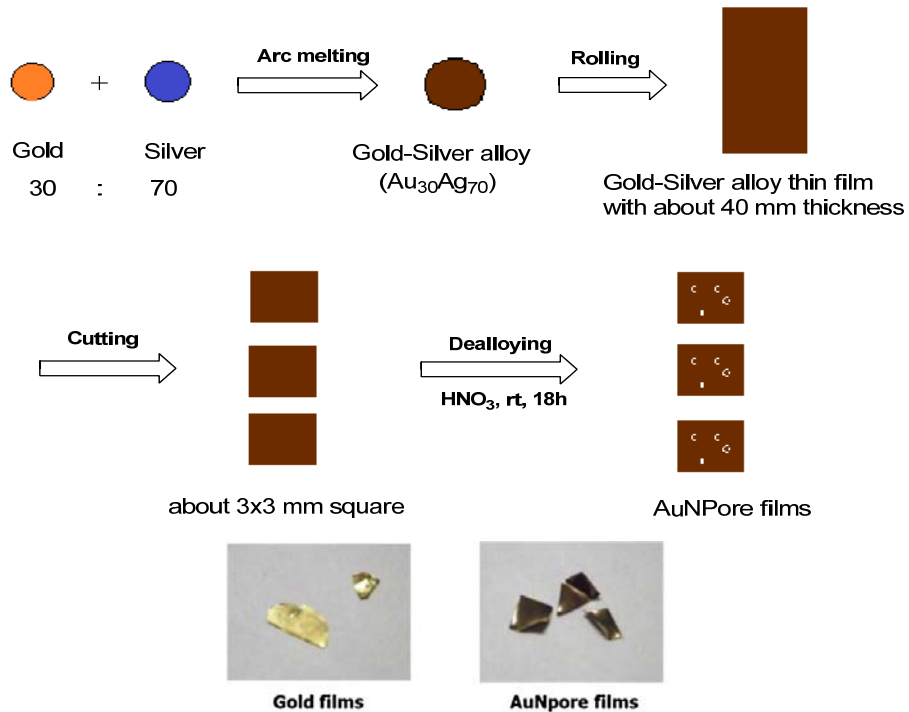 Arc melting
Rolling
+
Gold
Silver
30 : 70
Gold-Silver alloy
(Au₃₀Ag₇₀)
Gold-Silver alloy thin film
with about 40 mm thickness
Cutting
Dealloying
HNO₃, rt, 18h
about 3x3 mm square
AuNPore films
Gold films
AuNpore films